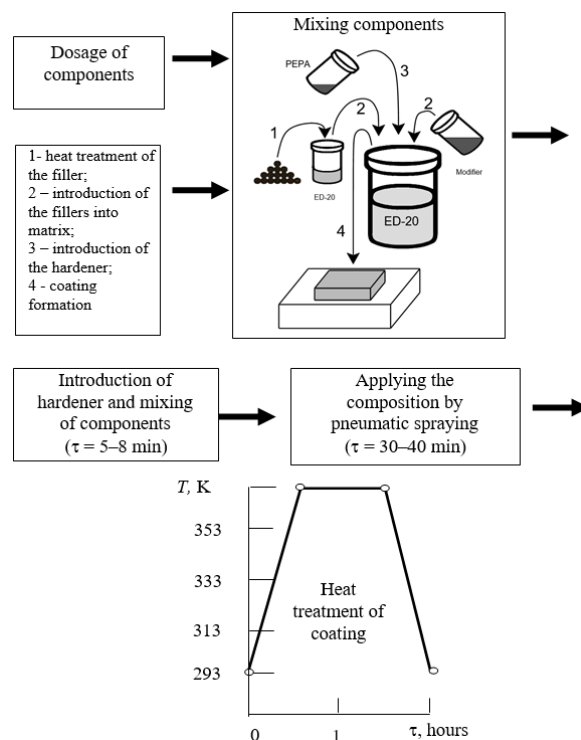 Dosage of
components
Mixing components
PEPA
3
2
2
1
Modifier
ED-20
ED-20
4
1- heat treatment of
the filler;
2 – introduction of
the fillers into
matrix;
3 – introduction of
the hardener;
4 - coating
formation
Introduction of
hardener and mixing
of components
(τ = 5–8 min)
Applying the
composition by
pneumatic spraying
(τ = 30–40 min)
T, K
353
333
313
293
Heat
treatment of
coating
0
1
τ, hours